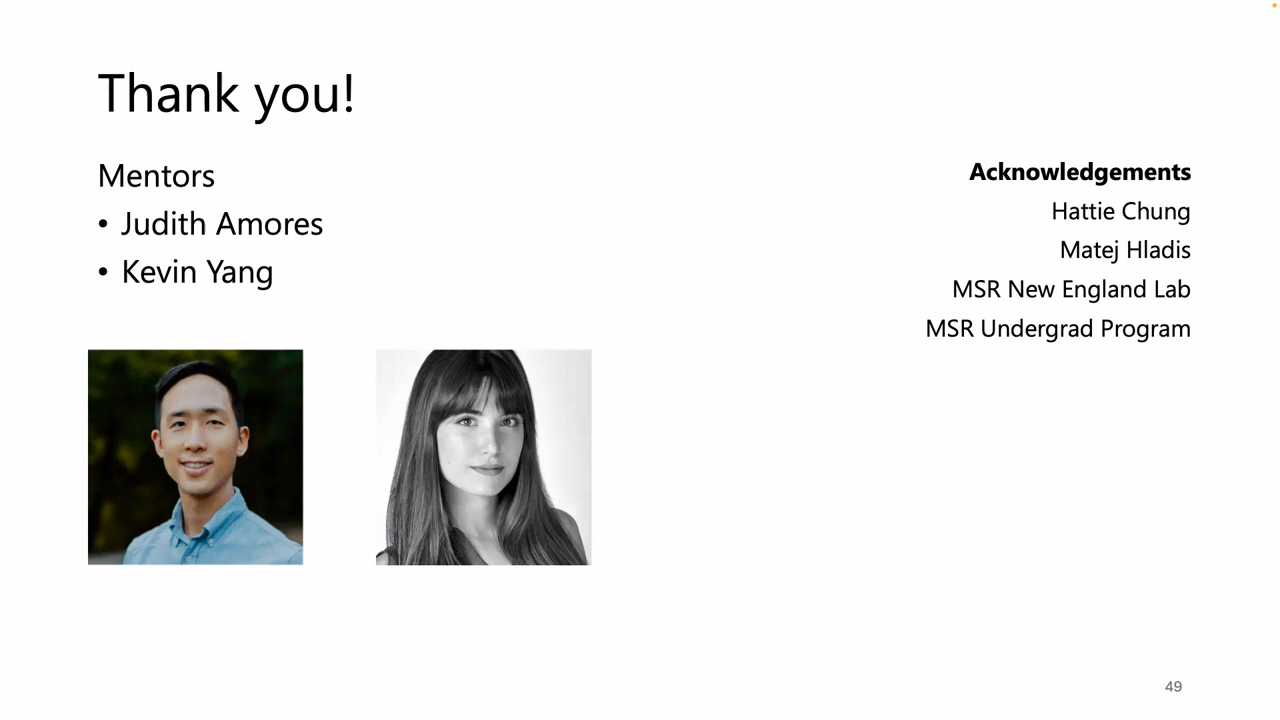 Thank you!
Mentors
• Judith Amores
• Kevin Yang
Acknowledgements
Hattie Chung
Matej Hladis
MSR New England Lab
MSR Undergrad Program
49